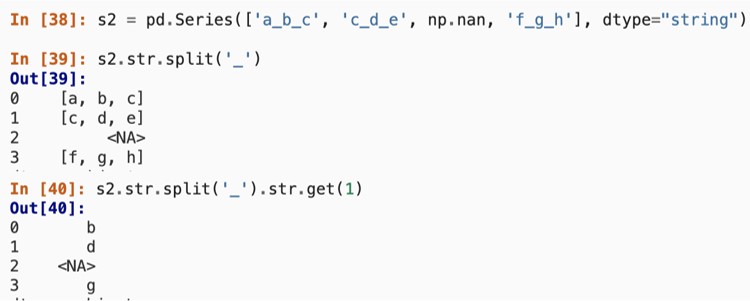 In [38]: s2 = pd.Series(['a_b_c', 'c_d_e', np.nan, 'f_g_h'], dtype="string")
In [39]: s2.str.split('_')
Out[39]:
0    [a, b, c]
1    [c, d, e]
2         <NA>
3    [f, g, h]
In [40]: s2.str.split('_').str.get(1)
Out[40]:
0       b
1       d
2    <NA>
3       g